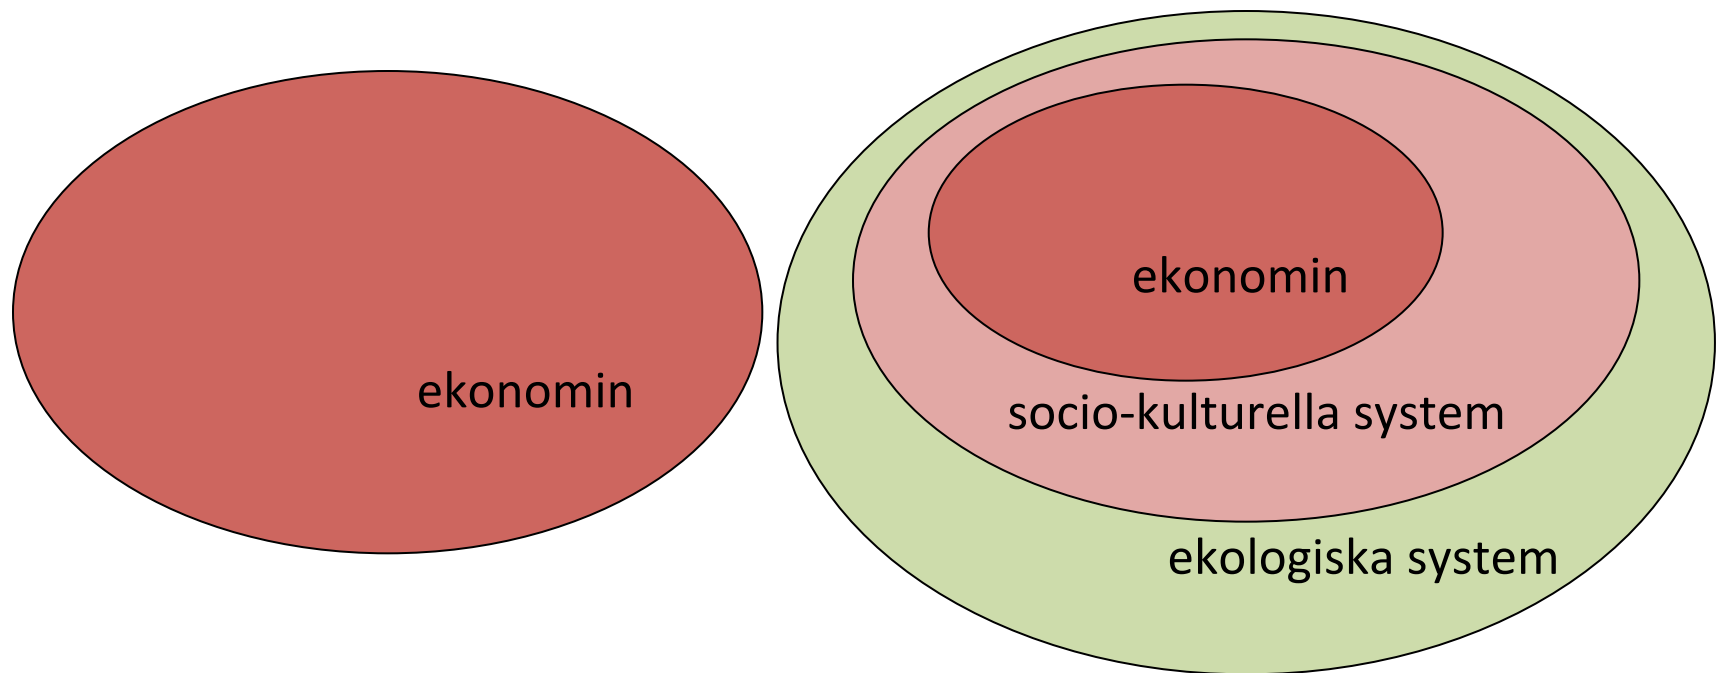 ekonomin
ekonomin
socio-kulturella system
ekologiska system